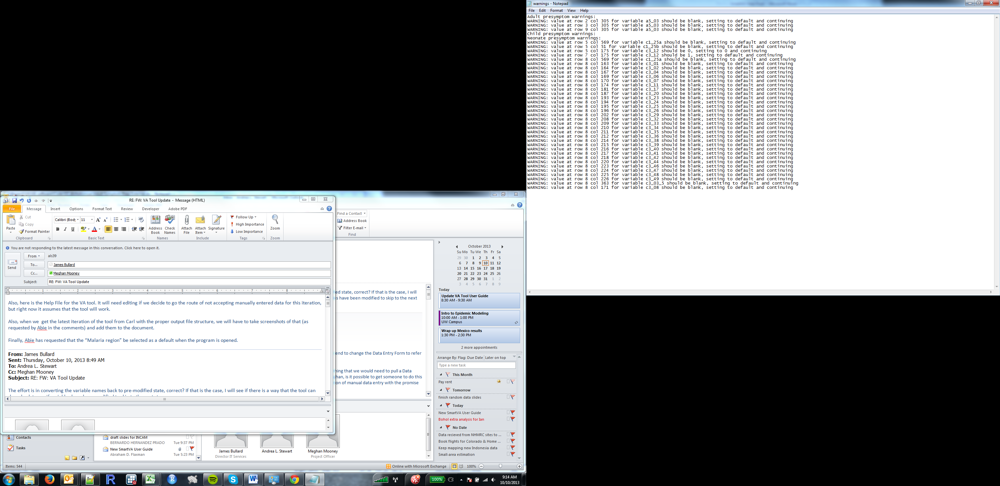 warnings - Notepad
File Edit Format View Help
Adult presymptom warnings:
WARNING: value at row 2 col 305 for variable a5_03 should be blank, setting to default and continuing
WARNING: value at row 3 col 305 for variable a5_03 should be blank, setting to default and continuing
WARNING: value at row 9 col 305 for variable a5_03 should be blank, setting to default and continuing
Child presymptom warnings:
Neonate presymptom warnings:
WARNING: value at row 5 col 569 for variable c1_25a should be blank, setting to default and continuing
WARNING: value at row 5 col 51 for variable c1_25b should be blank, setting to default and continuing
WARNING: value at row 5 col 175 for variable c3_12 should be 0, setting to 0 and continuing
WARNING: value at row 7 col 175 for variable c3_12 should be 1, setting to default and continuing
WARNING: value at row 8 col 569 for variable c1_25a should be blank, setting to default and continuing
WARNING: value at row 8 col 163 for variable c3_01 should be blank, setting to default and continuing
WARNING: value at row 8 col 164 for variable c3_02 should be blank, setting to default and continuing
WARNING: value at row 8 col 167 for variable c3_04 should be blank, setting to default and continuing
WARNING: value at row 8 col 169 for variable c3_06 should be blank, setting to default and continuing
WARNING: value at row 8 col 170 for variable c3_07 should be blank, setting to default and continuing
WARNING: value at row 8 col 174 for variable c3_11 should be blank, setting to default and continuing
WARNING: value at row 8 col 181 for variable c3_17 should be blank, setting to default and continuing
WARNING: value at row 8 col 187 for variable c3_20 should be blank, setting to default and continuing
WARNING: value at row 8 col 193 for variable c3_23 should be blank, setting to default and continuing
WARNING: value at row 8 col 194 for variable c3_24 should be blank, setting to default and continuing
WARNING: value at row 8 col 195 for variable c3_25 should be blank, setting to default and continuing
WARNING: value at row 8 col 196 for variable c3_26 should be blank, setting to default and continuing
WARNING: value at row 8 col 202 for variable c3_29 should be blank, setting to default and continuing
WARNING: value at row 8 col 208 for variable c3_32 should be blank, setting to default and continuing
WARNING: value at row 8 col 209 for variable c3_33 should be blank, setting to default and continuing
WARNING: value at row 8 col 210 for variable c3_34 should be blank, setting to default and continuing
WARNING: value at row 8 col 211 for variable c3_35 should be blank, setting to default and continuing
WARNING: value at row 8 col 212 for variable c3_36 should be blank, setting to default and continuing
WARNING: value at row 8 col 214 for variable c3_38 should be blank, setting to default and continuing
WARNING: value at row 8 col 215 for variable c3_39 should be blank, setting to default and continuing
WARNING: value at row 8 col 216 for variable c3_40 should be blank, setting to default and continuing
WARNING: value at row 8 col 217 for variable c3_41 should be blank, setting to default and continuing
WARNING: value at row 8 col 218 for variable c3_42 should be blank, setting to default and continuing
WARNING: value at row 8 col 220 for variable c3_44 should be blank, setting to default and continuing
WARNING: value at row 8 col 223 for variable c3_46 should be blank, setting to default and continuing
WARNING: value at row 8 col 224 for variable c3_47 should be blank, setting to default and continuing
WARNING: value at row 8 col 225 for variable c3_48 should be blank, setting to default and continuing
WARNING: value at row 8 col 226 for variable c3_49 should be blank, setting to default and continuing
WARNING: value at row 8 col 363 for variable c3_03_5 should be blank, setting to default and continuing
WARNING: value at row 8 col 171 for variable c3_08 should be blank, setting to default and continuing
RE: FW: VA Tool Update - Message (HTML)
File Message Insert Options Format Text Review Developer Adobe PDF
Paste
Cut
Copy
Format Painter
Clipboard
Calibri (Body 11
B I U
Basic Text
Address Book
Check Names
Names
Attach File
Attach Item
Signature
Include
Follow Up
High Importance
Low Importance
Tags
Zoom
Zoom
You are not responding to the latest message in this conversation. Click here to open it.
Send
From als39
To... James Bullard
Cc... Meghan Mooney
Subject: RE: FW: VA Tool Update
1 2 3 4 5 6 7 8
Also, here is the Help File for the VA tool. It will need editing if we decide to go the route of not accepting manually entered data for this iteration,
but right now it assumes that the tool will work.
Also, when we get the latest iteration of the tool from Carl with the proper output file structure, we will have to take screenshots of that (as
requested by Abie in the comments) and add them to the document.
Finally, Abie has requested that the “Malaria region” be selected as a default when the program is opened.
From: James Bullard
Sent: Thursday, October 10, 2013 8:49 AM
To: Andrea L. Stewart
Cc: Meghan Mooney
Subject: RE: FW: VA Tool Update
The effort is in converting the variable names back to pre-modified state, correct? If that is the case, I will see if there is a way that the tool can
Find a Contact
Address Book
Filter E-mail
Find
ed state, correct? If that is the case, I will
s have been modified to skip to the next
end to change the Data Entry Form to refer
ning that we would need to pull a Data
han, is it possible to get someone to do this
on of manual data entry with the promise
October 2013
Su Mo Tu We Th Fr Sa
29 30 1 2 3 4 5
6 7 8 9 10 11 12
13 14 15 16 17 18 19
20 21 22 23 24 25 26
27 28 29 30 31 1 2
3 4 5 6 7 8 9
Today
Update VA Tool User Guide
8:30 AM - 9:30 AM
Intro to Epidemic Modeling
10:00 AM - 1:00 PM
UW Campus
Wrap up Mexico results
1:30 PM - 2:30 PM
2 more appointments
Arrange By: Flag: Due Date Later on top
Type a new task
This Month
Pay rent
Tomorrow
finish random data slides
Today
New SmartVA User Guide
Bohol extra analysis for Ian
No Date
Data recieved from NHMRC sites to ...
Book flights for Colorado & Home ...
Keep mapping new Indonesia data
Small-area estimation
Contacts
Tasks
draft slides for INCAM
BERNARDO HERNANDEZ PRADO Tue 9:37 PM
New SmartVA User Guide
Abraham D. Flaxman Tue 5:23 PM
James Bullard
Director IT Services
Andrea L. Stewart
Meghan Mooney
Project Officer
Items: 544
Online with Microsoft Exchange 100%
100%
9:14 AM
10/10/2013